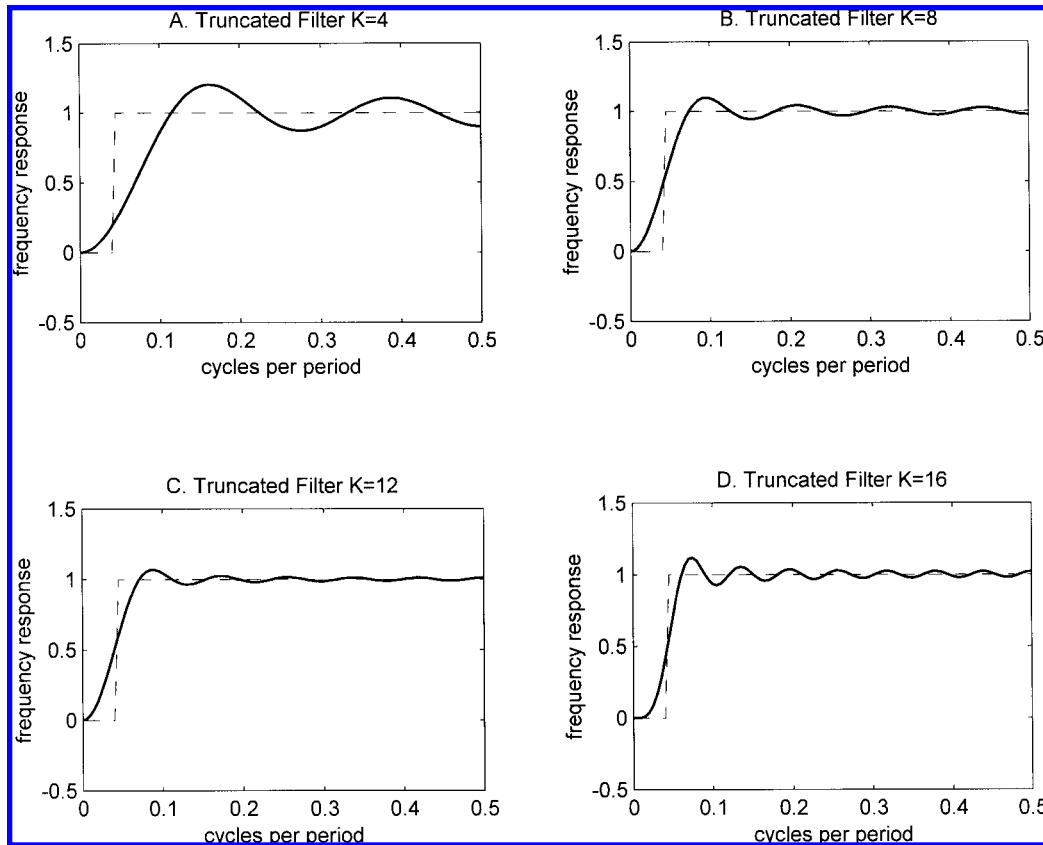 A. Truncated Filter K=4
1.5
1
0.5
0
-0.5
frequency response
0 0.1 0.2 0.3 0.4 0.5
cycles per period
B. Truncated Filter K=8
1.5
1
0.5
0
-0.5
frequency response
0 0.1 0.2 0.3 0.4 0.5
cycles per period
C. Truncated Filter K=12
1.5
1
0.5
0
-0.5
frequency response
0 0.1 0.2 0.3 0.4 0.5
cycles per period
D. Truncated Filter K=16
1.5
1
0.5
0
-0.5
frequency response
0 0.1 0.2 0.3 0.4 0.5
cycles per period